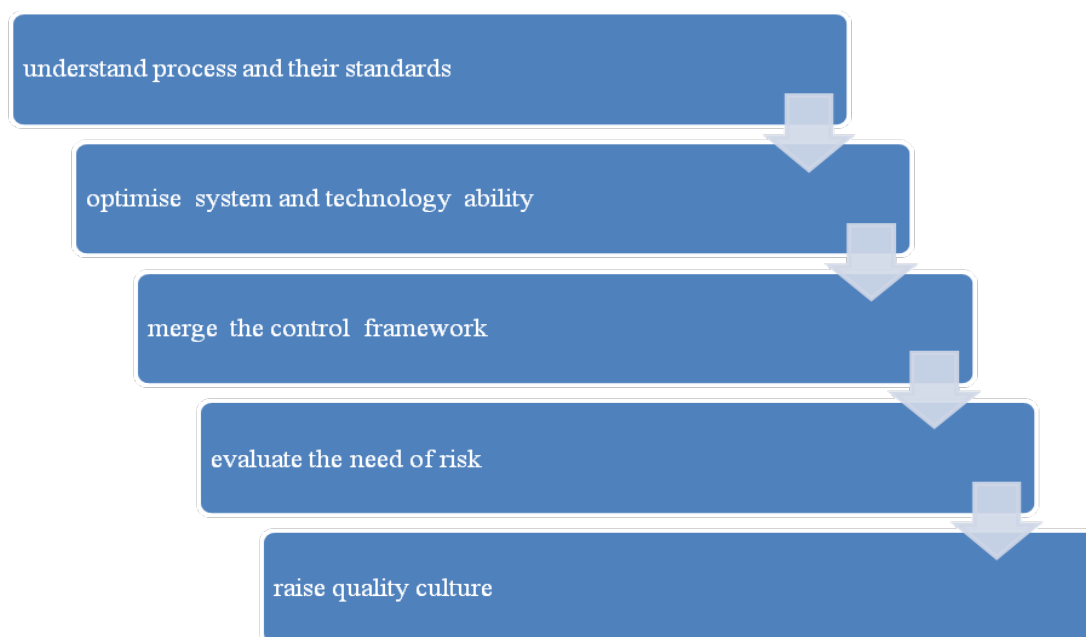 understand process and their standards
optimise system and technology ability
merge the control framework
evaluate the need of risk
raise quality culture